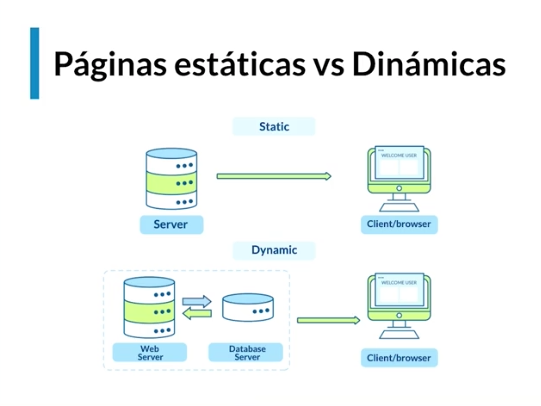 Páginas estáticas vs Dinámicas
Static
WELCOME USER
Server
Client/browser
Dynamic
WELCOME USER
Web
Server
Database
Server
Client/browser